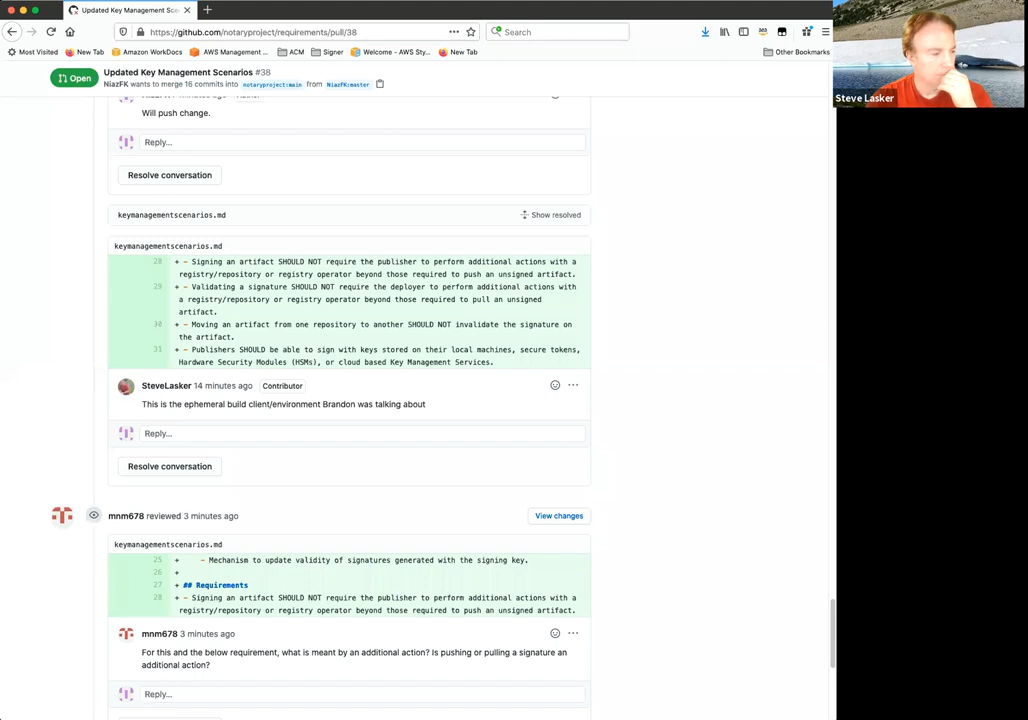 Updated Key Management Sce
https://github.com/notaryproject/requirements/pull/38
Search
Most Visited
New Tab
Amazon WorkDocs
AWS Management ...
ACM
Signer
Welcome - AWS Sty...
New Tab
Other Bookmarks
Open
Updated Key Management Scenarios #38
NiazFK wants to merge 16 commits into notaryproject:main from NiazFK:master
Will push change.
Reply...
Resolve conversation
keymanagementscenarios.md
Show resolved
keymanagementscenarios.md
28 + - Signing an artifact SHOULD NOT require the publisher to perform additional actions with a
registry/repository or registry operator beyond those required to push an unsigned artifact.
29 + - Validating a signature SHOULD NOT require the deployer to perform additional actions with
a registry/repository or registry operator beyond those required to pull an unsigned
artifact.
30 + - Moving an artifact from one repository to another SHOULD NOT invalidate the signature on
the artifact.
31 + - Publishers SHOULD be able to sign with keys stored on their local machines, secure tokens,
Hardware Security Modules (HSMs), or cloud based Key Management Services.
SteveLasker 14 minutes ago Contributor
This is the ephemeral build client/environment Brandon was talking about
Reply...
Resolve conversation
mnm678 reviewed 3 minutes ago
View changes
keymanagementscenarios.md
25 + - Mechanism to update validity of signatures generated with the signing key.
26 +
27 + ## Requirements
28 + - Signing an artifact SHOULD NOT require the publisher to perform additional actions with a
registry/repository or registry operator beyond those required to push an unsigned artifact.
mnm678 3 minutes ago
For this and the below requirement, what is meant by an additional action? Is pushing or pulling a signature an
additional action?
Reply...
Steve Lasker